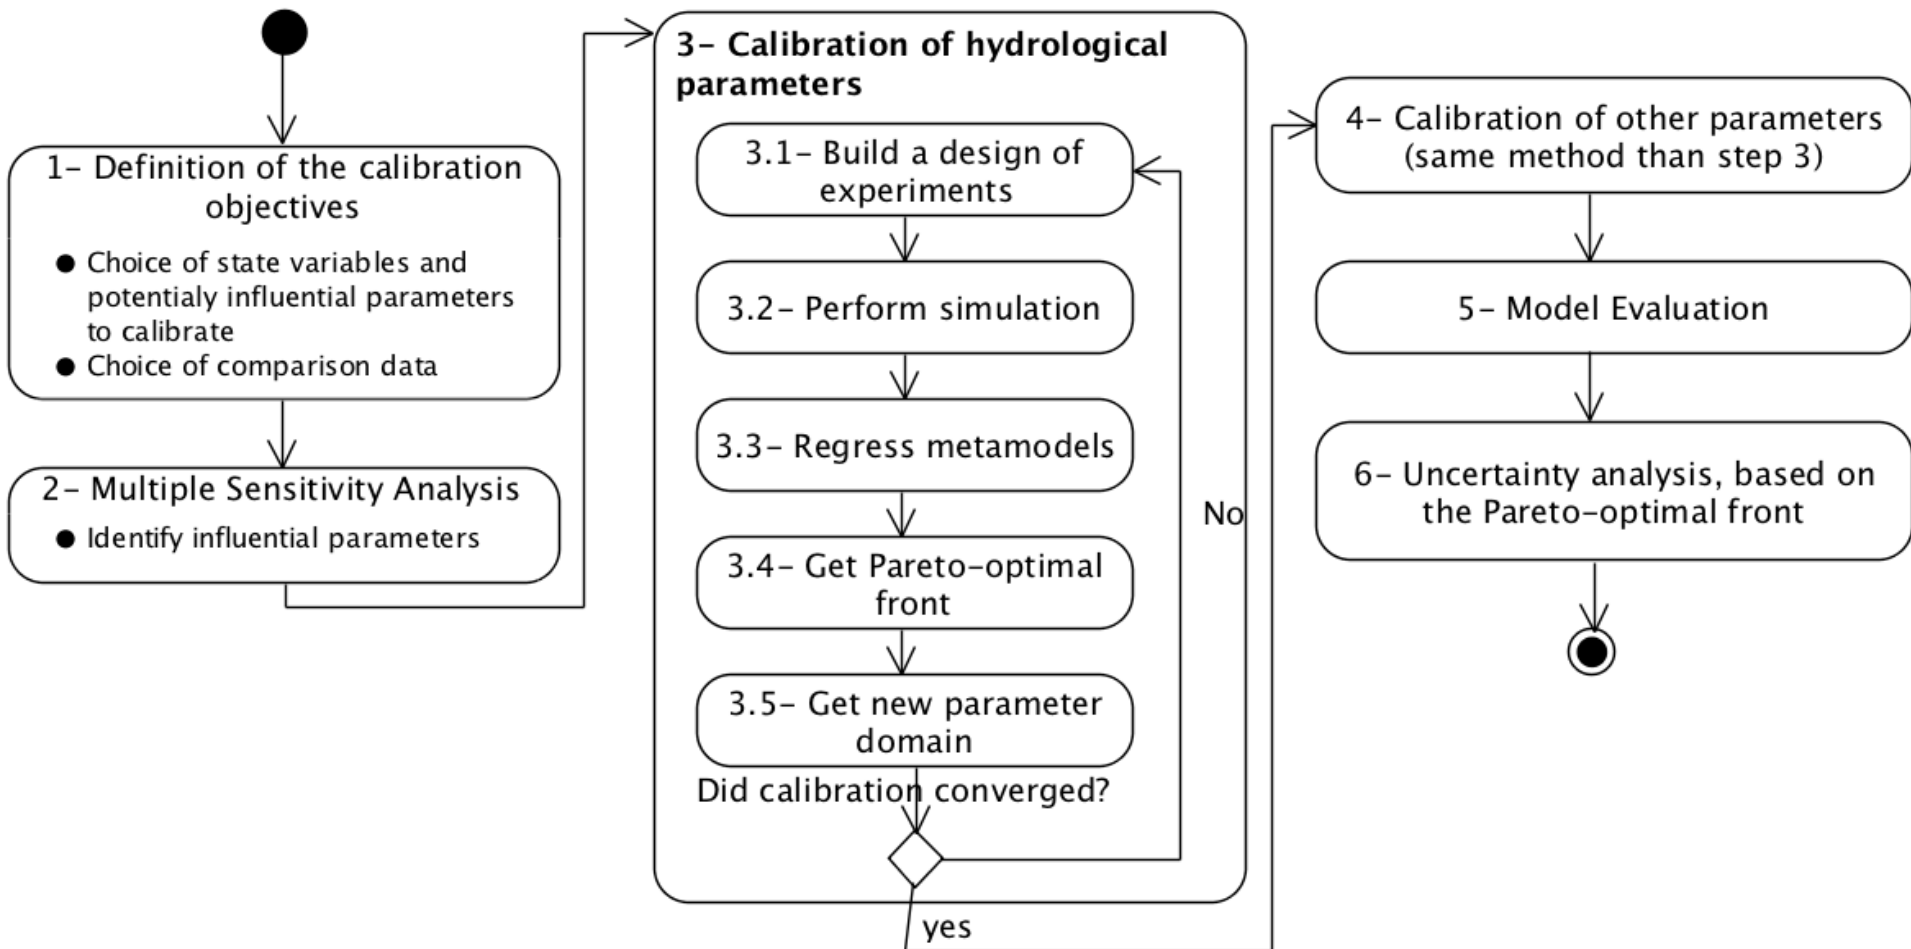 1- Definition of the calibration
objectives
● Choice of state variables and
potentialy influential parameters
to calibrate
● Choice of comparison data
2- Multiple Sensitivity Analysis
● Identify influential parameters
3- Calibration of hydrological
parameters
3.1- Build a design of
experiments
3.2- Perform simulation
3.3- Regress metamodels
3.4- Get Pareto-optimal
front
3.5- Get new parameter
domain
Did calibration converged?
No
yes
4- Calibration of other parameters
(same method than step 3)
5- Model Evaluation
6- Uncertainty analysis, based on
the Pareto-optimal front